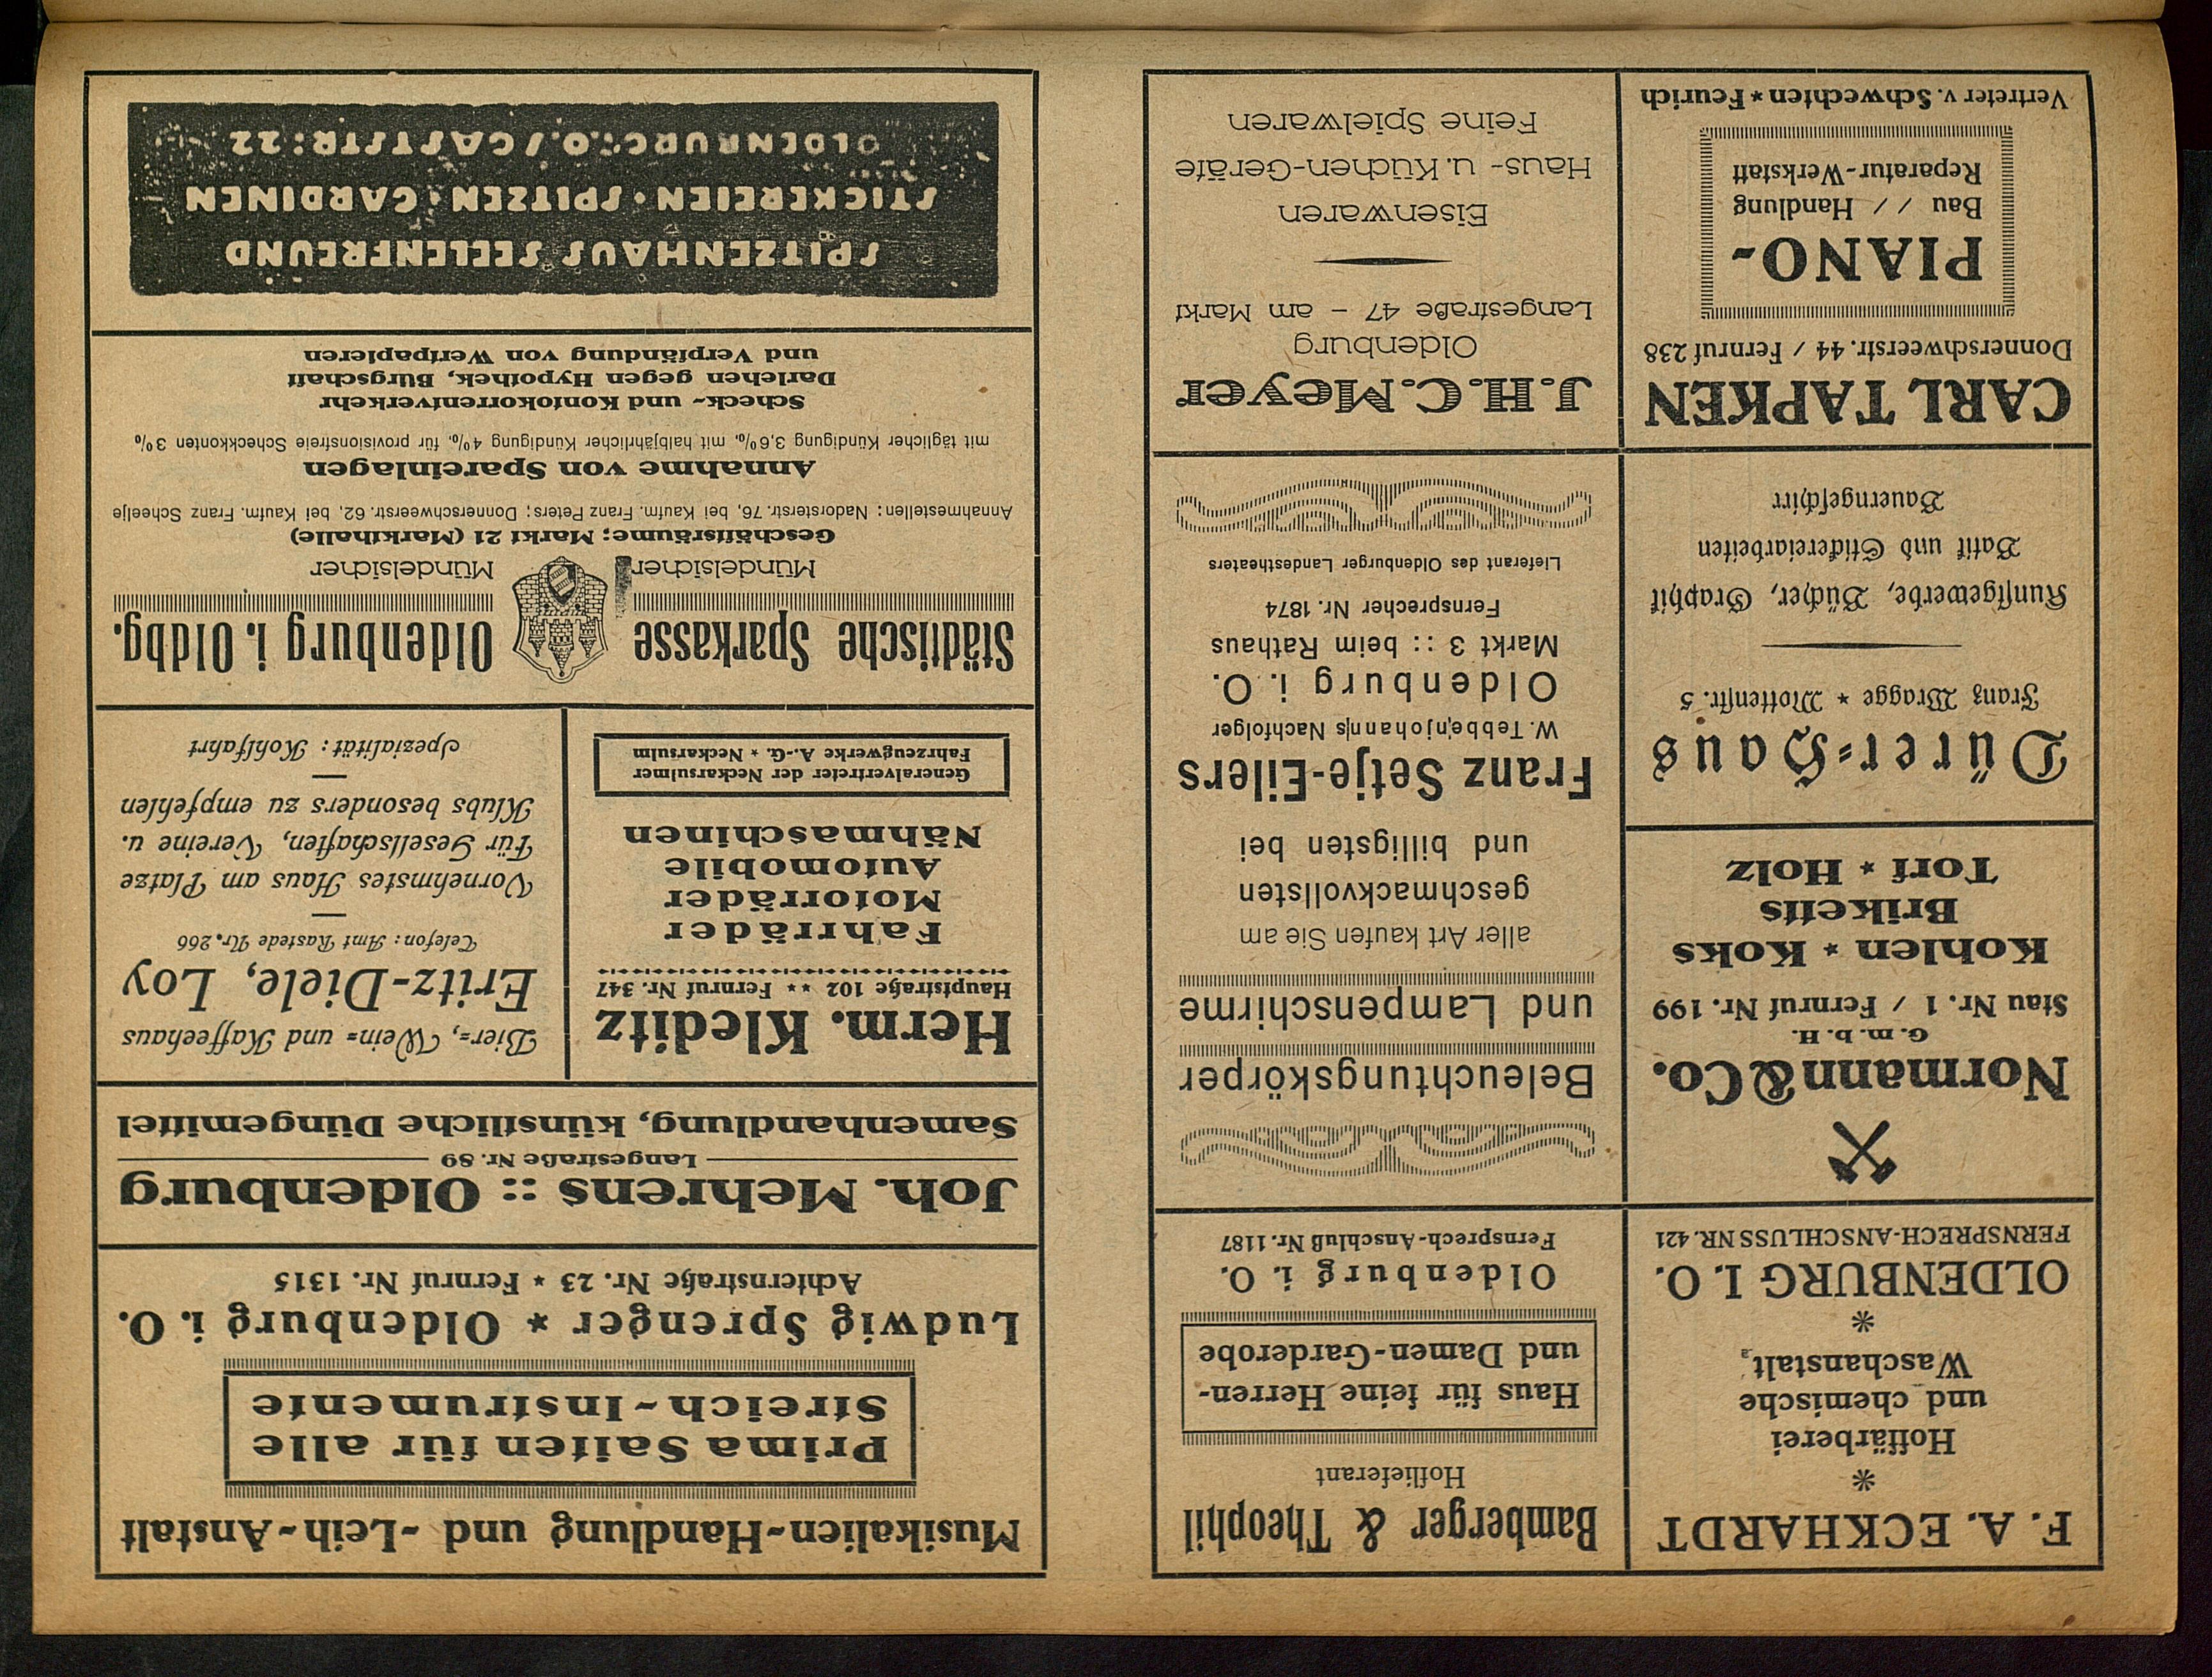 F. A. ECKHARDT
*
Hoffärberei
und chemische
Waschanstalt
*
OLDENBURG I. O.
FERNSPRECH-ANSCHLUSS NR. 421
Normann & Co.
G. m. b. H.
Stau Nr. 1 / Fernruf Nr. 199
Kohlen * Koks
Briketts
Torf * Holz
Dürer=Haus
Franz Wragge * Mottenstr. 5
Kunstgewerbe, Bücher, Graphik
Batik und Stickereiarbeiten
Bauerngeschirr
CARL TAPKEN
Donnerschweerstr. 44 / Fernruf 238
PIANO-
Bau / / Handlung
Reparatur-Werkstatt
Vertreter v. Schwechten * Feurich
Bamberger & Theophil
Hoflieferant
Haus für feine Herren-
und Damen-Garderobe
Oldenburg i. O.
Fernsprech-Anschluß Nr. 1187
Beleuchtungskörper
und Lampenschirme
aller Art kaufen Sie am
geschmackvollsten
und billigsten bei
Franz Setje-Eilers
W. Tebbenjohanns Nachfolger
Oldenburg i. O.
Markt 3 :: beim Rathaus
Fernsprecher Nr. 1874
Lieferant des Oldenburger Landestheaters
J. H. C. Meyer
Oldenburg
Langestraße 47 – am Markt
Eisenwaren
Haus- u. Küchen-Geräte
Feine Spielwaren
Musikalien-Handlung und -Leih-Anstalt
Prima Saiten für alle
Streich-Instrumente
Ludwig Sprenger * Oldenburg i. O.
Achternstraße Nr. 23 * Fernruf Nr. 1315
Joh. Mehrens :: Oldenburg
Langestraße Nr. 89
Samenhandlung, künstliche Düngemittel
Herm. Kleditz
Hauptstraße 102 ** Fernruf Nr. 347
Fahrräder
Motorräder
Automobile
Nähmaschinen
Generalvertreter der Neckarsulmer
Fahrzeugwerke A.-G. * Neckarsulm
Bier=, Wein= und Kaffeehaus
Eritz-Diele, Loy
Telefon: Amt Rastede Nr. 266
Vornehmstes Haus am Platze
Für Gesellschaften, Vereine u.
Klubs besonders zu empfehlen
Spezialität: Kohlfahrt
Städtische Sparkasse Oldenburg i. Oldbg.
Mündelsicher Mündelsicher
Geschäftsräume: Markt 21 (Markthalle)
Annahmestellen: Nadorsterstr. 76, bei Kaufm. Franz Peters; Donnerschweerstr. 62, bei Kaufm. Franz Scheelje
Annahme von Spareinlagen
mit täglicher Kündigung 3,6%, mit halbjährlicher Kündigung 4%, für provisionsfreie Scheckkonten 3%
Scheck- und Kontokorrentverkehr
Darlehen gegen Hypothek, Bürgschaft
und Verpfändung von Wertpapieren
SPITZENHAUS SEELENFREUND
STICKEREIEN · SPITZEN · GARDINEN
OLDENBURG . O / GASTSTR : 22